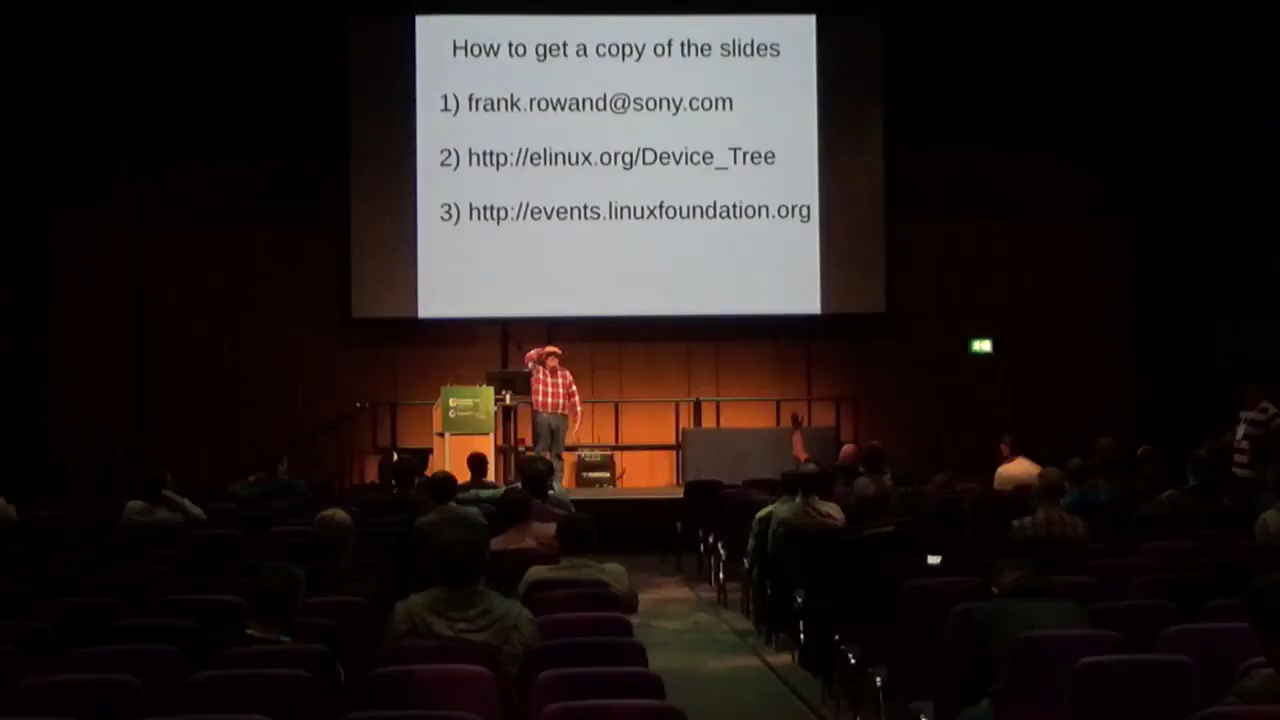 How to get a copy of the slides
1) frank.rowand@sony.com
2) http://elinux.org/Device_Tree
3) http://events.linuxfoundation.org